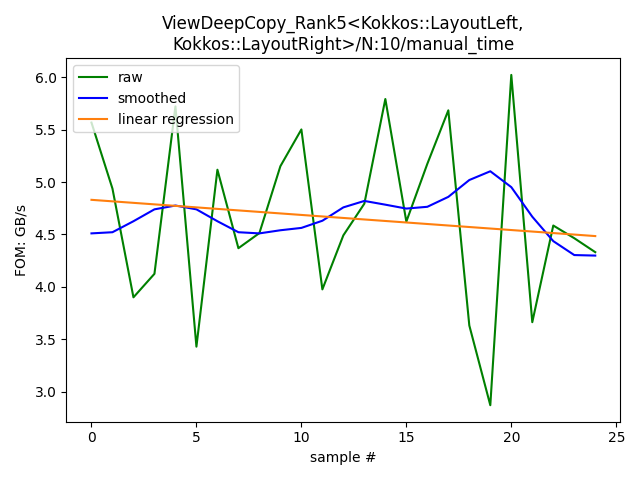 ViewDeepCopy_Rank5<Kokkos::LayoutLeft,
Kokkos::LayoutRight>/N:10/manual_time
raw
smoothed
linear regression
FOM: GB/s
6.0
5.5
5.0
4.5
4.0
3.5
3.0
0
5
10
15
20
25
sample #